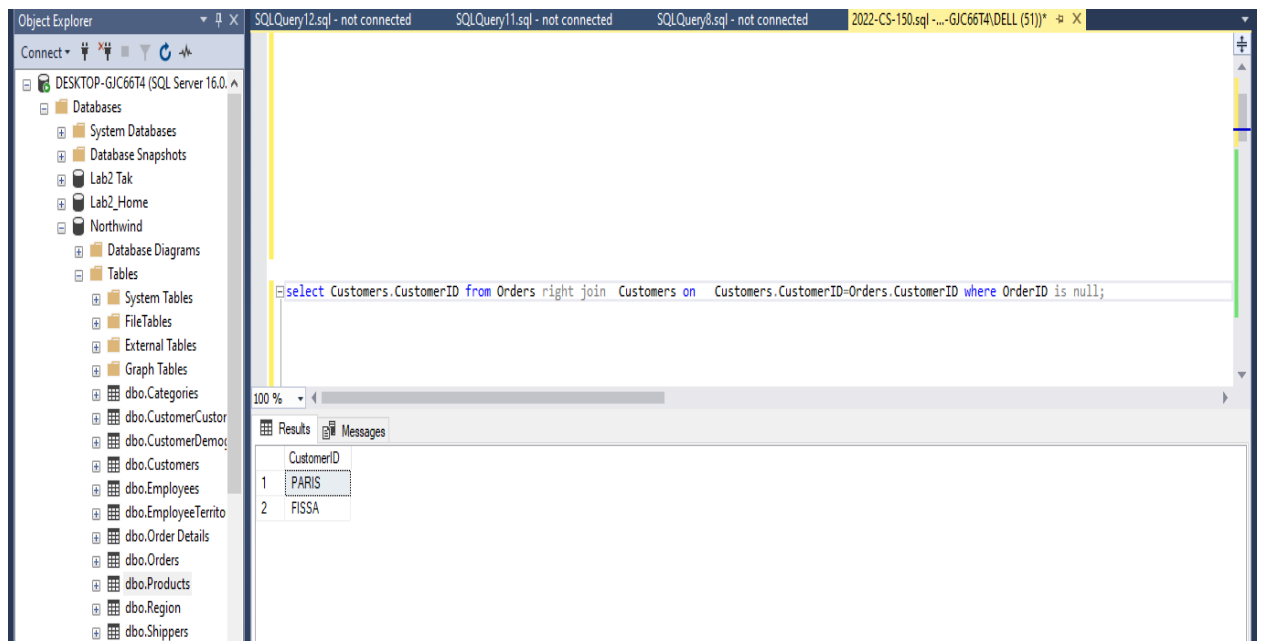 Object Explorer
SQLQuery12.sql - not connected
SQLQuery11.sql - not connected
SQLQuery8.sql - not connected
2022-CS-150.sql -...-GJC66T4\DELL (51))*
Connect
DESKTOP-GJC66T4 (SQL Server 16.0.
Databases
System Databases
Database Snapshots
Lab2 Tak
Lab2_Home
Northwind
Database Diagrams
Tables
System Tables
FileTables
External Tables
Graph Tables
dbo.Categories
dbo.CustomerCustor
dbo.CustomerDemog
dbo.Customers
dbo.Employees
dbo.EmployeeTerrito
dbo.Order Details
dbo.Orders
dbo.Products
dbo.Region
dbo.Shippers
select Customers.CustomerID from Orders right join  Customers on   Customers.CustomerID=Orders.CustomerID where OrderID is null;
100 %
Results
Messages
CustomerID
1 PARIS
2 FISSA